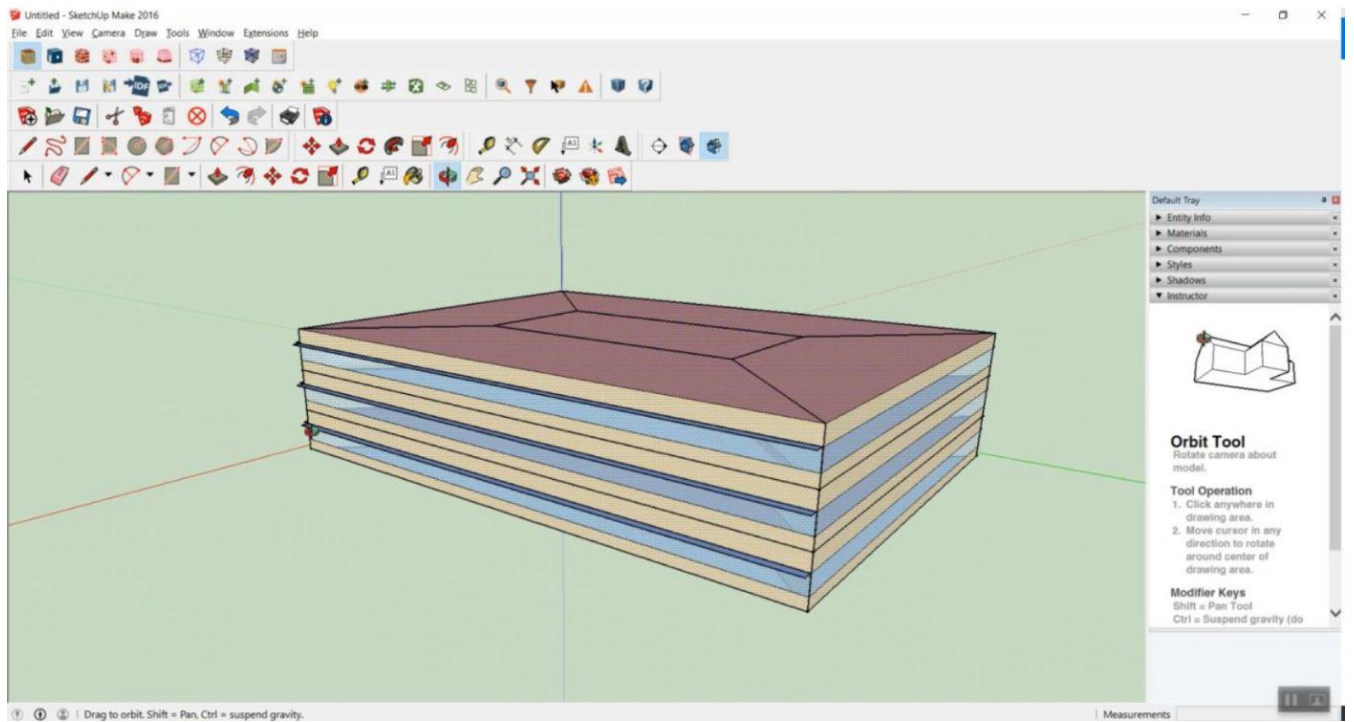 Untitled - SketchUp Make 2016
File Edit View Camera Draw Tools Window Extensions Help
IDF
A1
A1
Default Tray
Entity Info
Materials
Components
Styles
Shadows
Instructor
Orbit Tool
Rotate camera about
model.
Tool Operation
1. Click anywhere in
drawing area.
2. Move cursor in any
direction to rotate
around center of
drawing area.
Modifier Keys
Shift = Pan Tool
Ctrl = Suspend gravity (do
Drag to orbit. Shift = Pan, Ctrl = suspend gravity.
Measurements